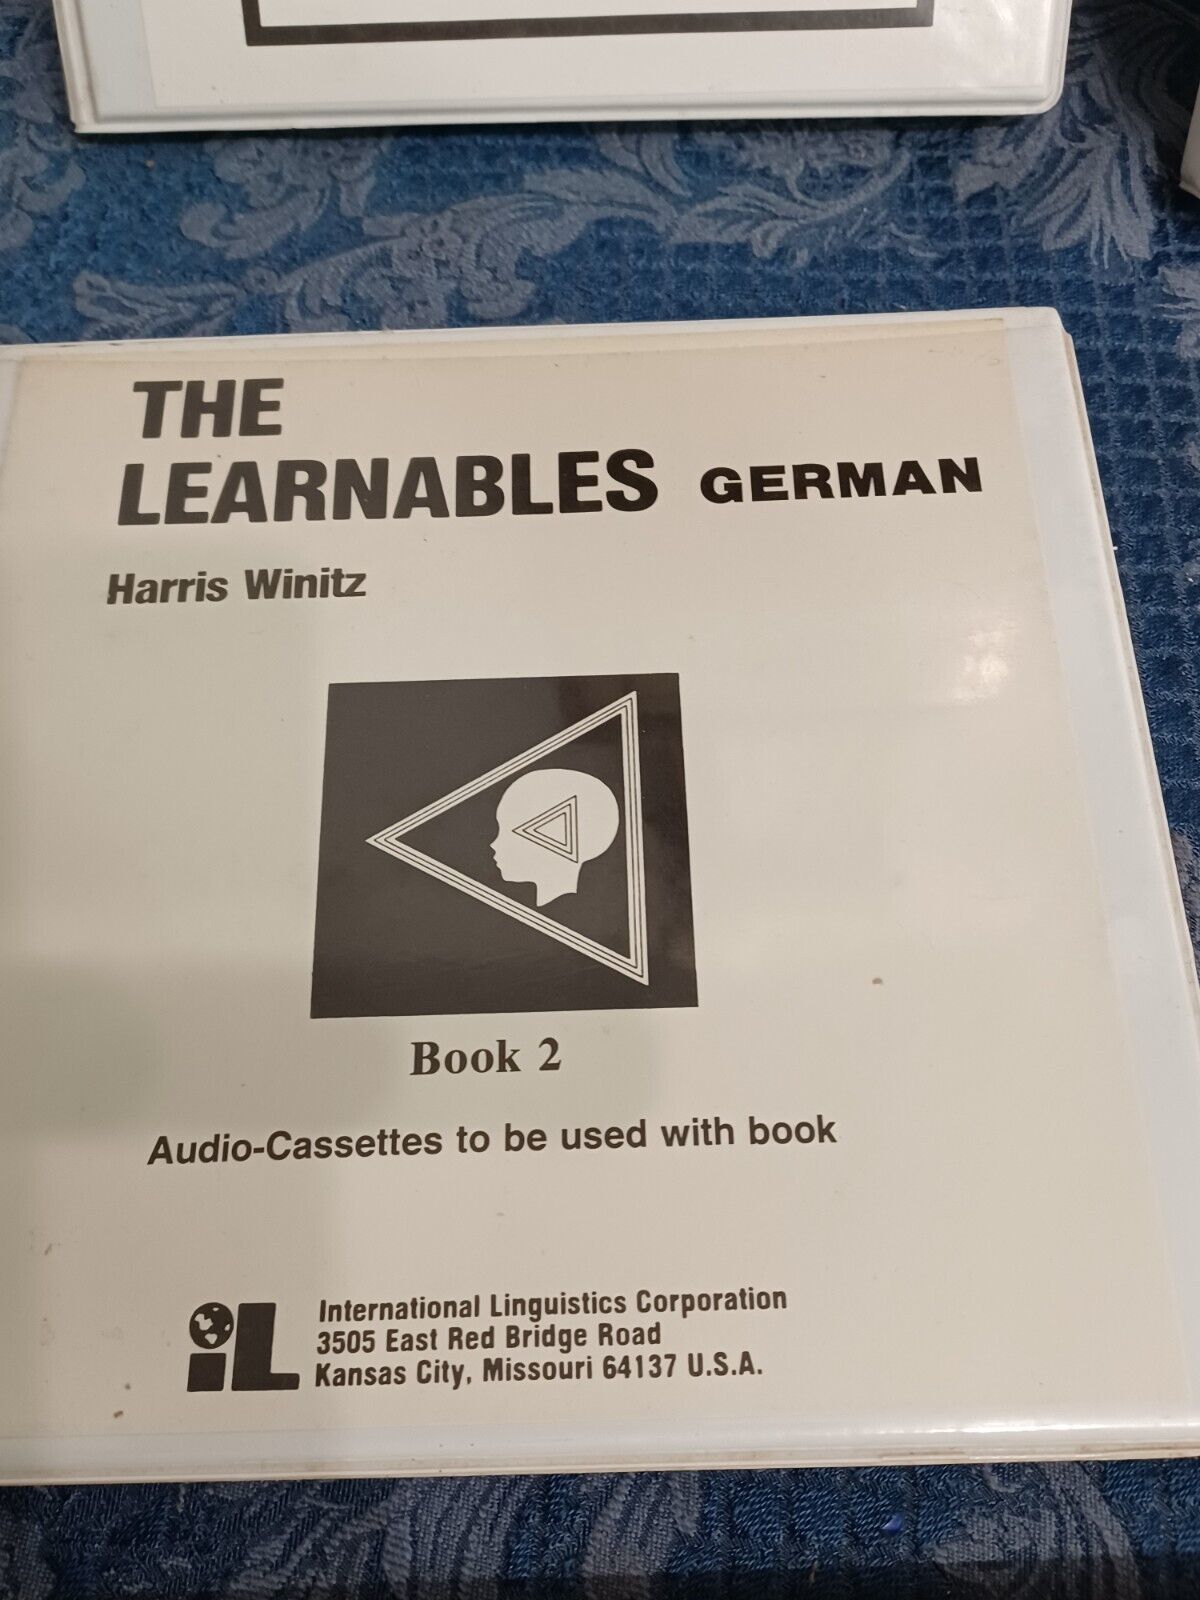 THE
LEARNABLES GERMAN
Harris Winitz
Book 2
Audio-Cassettes to be used with book
iL
International Linguistics Corporation
3505 East Red Bridge Road
Kansas City, Missouri 64137 U.S.A.